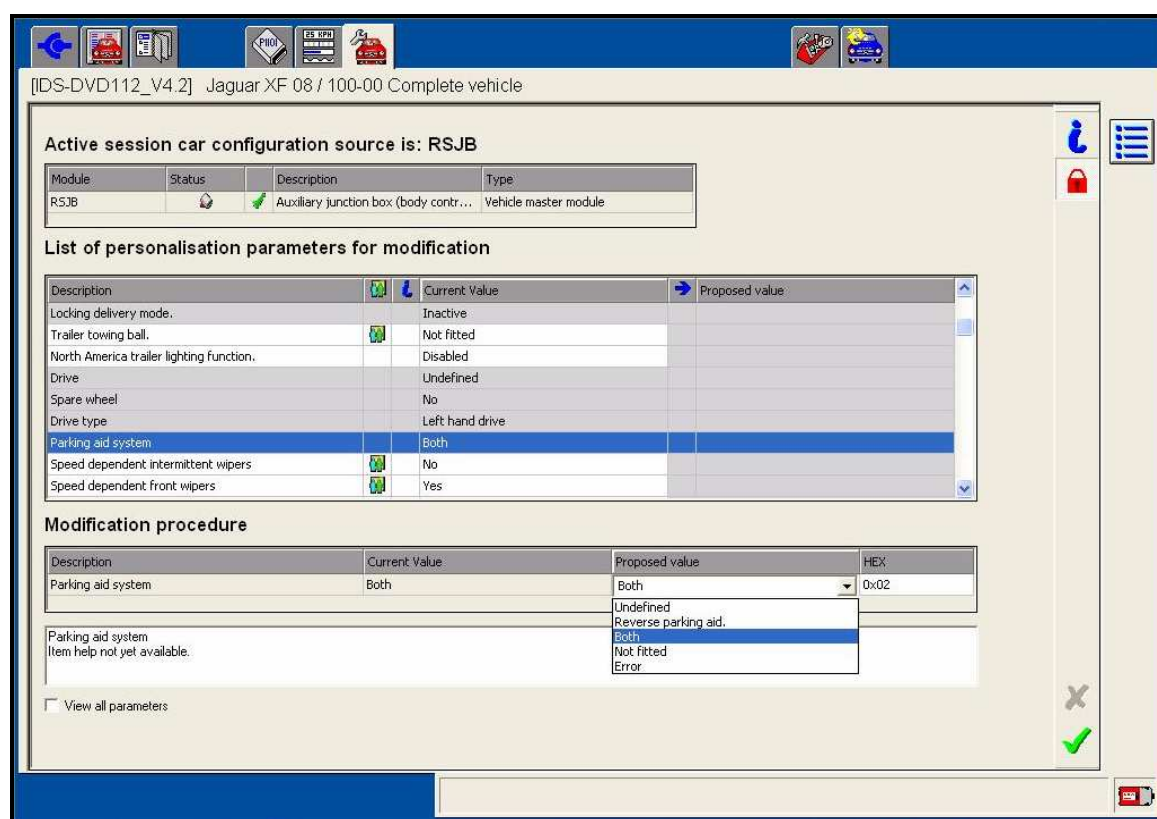 P1101
25 KPH
[IDS-DVD112_V4.2] Jaguar XF 08 / 100-00 Complete vehicle
Active session car configuration source is: RSJB
Module Status Description Type
RSJB Auxiliary junction box (body contr... Vehicle master module
List of personalisation parameters for modification
Description Current Value Proposed value
Locking delivery mode. Inactive
Trailer towing ball. Not fitted
North America trailer lighting function. Disabled
Drive Undefined
Spare wheel No
Drive type Left hand drive
Parking aid system Both
Speed dependent intermittent wipers No
Speed dependent front wipers Yes
Modification procedure
Description Current Value Proposed value HEX
Parking aid system Both Both 0x02
Undefined
Reverse parking aid.
Both
Not fitted
Error
Parking aid system
Item help not yet available.
View all parameters